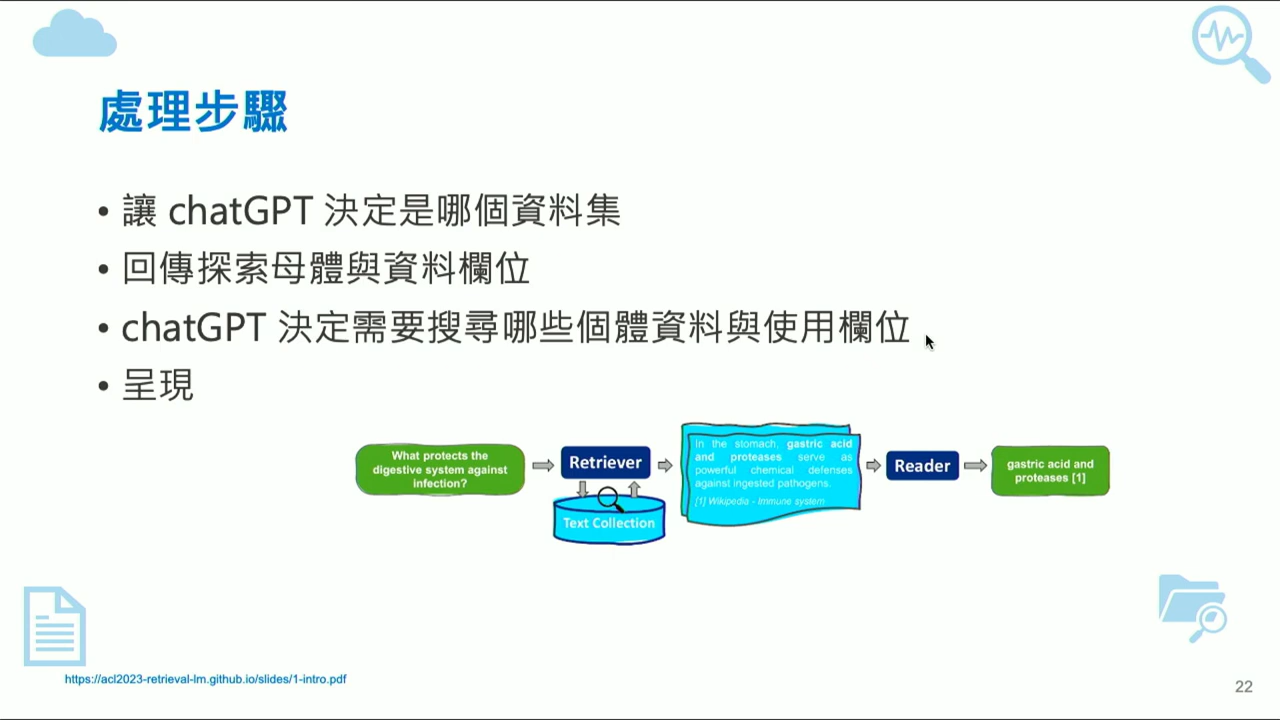 處理步驟
• 讓 chatGPT 決定是哪個資料集
• 回傳探索母體與資料欄位
• chatGPT 決定需要搜尋哪些個體資料與使用欄位
• 呈現
What protects the
digestive system against
infection?
Retriever
Text Collection
In the stomach, gastric acid
and proteases serve as
powerful chemical defenses
against ingested pathogens.
[1] Wikipedia - Immune system
Reader
gastric acid and
proteases [1]
https://acl2023-retrieval-lm.github.io/slides/1-intro.pdf
22